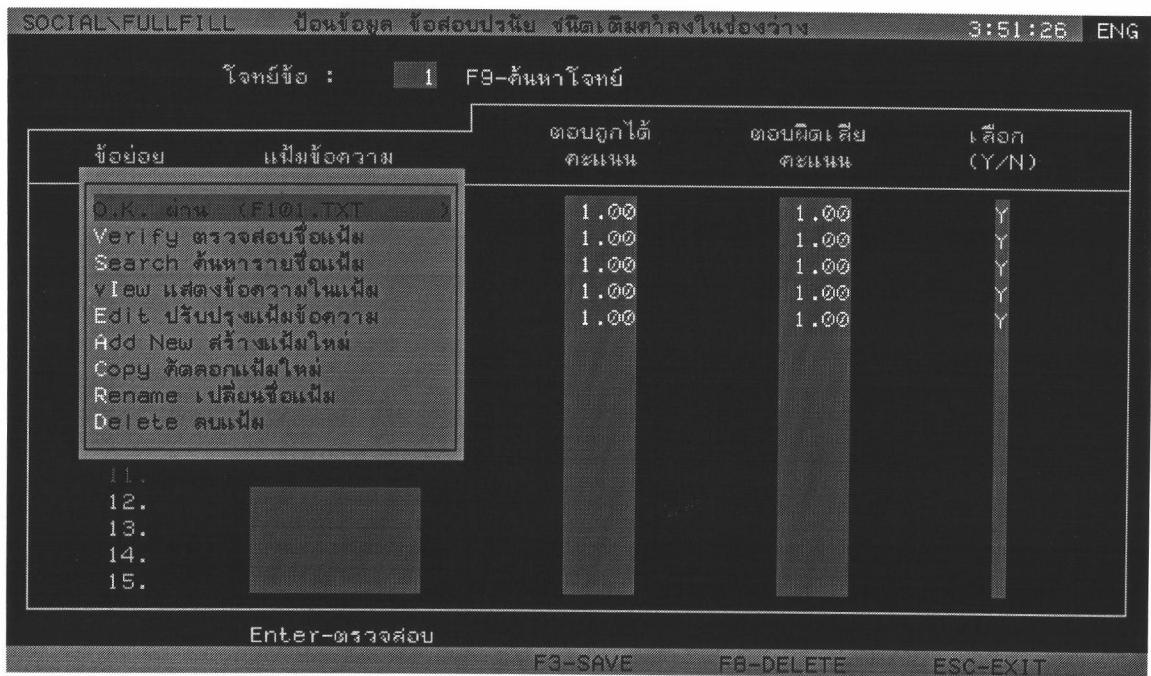 SOCIAL\FULLFILL ป้อนข้อมูล ข้อสอบปรนัย ชนิดเติมคำลงในช่องว่าง 3:51:26 ENG
โจทย์ข้อ : 1 F9-ค้นหาโจทย์
ข้อย่อย แฟ้มข้อความ ตอบถูกได้คะแนน ตอบผิดเสียคะแนน เลือก (Y/N)
O.K. ผ่าน (F101.TXT ) 1.00 1.00 Y
Verify ตรวจสอบชื่อแฟ้ม 1.00 1.00 Y
Search ค้นหารายชื่อแฟ้ม 1.00 1.00 Y
vIew แสดงข้อความในแฟ้ม 1.00 1.00 Y
Edit ปรับปรุงแฟ้มข้อความ 1.00 1.00 Y
Add New สร้างแฟ้มใหม่
Copy คัดลอกแฟ้มใหม่
Rename เปลี่ยนชื่อแฟ้ม
Delete ลบแฟ้ม
11.
12.
13.
14.
15.
Enter-ตรวจสอบ
F3-SAVE F8-DELETE ESC-EXIT